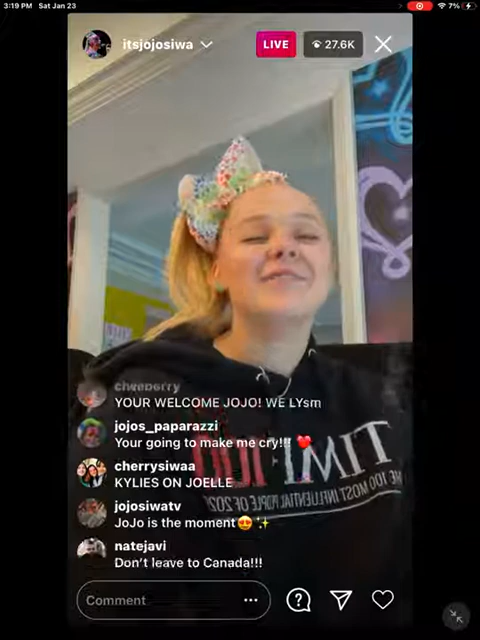 3:19 PM Sat Jan 23
7%
itsjojosiwa
LIVE
27.6K
cheeberry
YOUR WELCOME JOJO! WE LYsm
jojos_paparazzi
Your going to make me cry!!! ❤️
cherrysiwaa
KYLIES ON JOELLE
jojosiwatv
JoJo is the moment😍✨
natejavi
Don't leave to Canada!!!
TIME 100
100 MOST INFLUENTIAL PEOPLE OF 2020
Comment